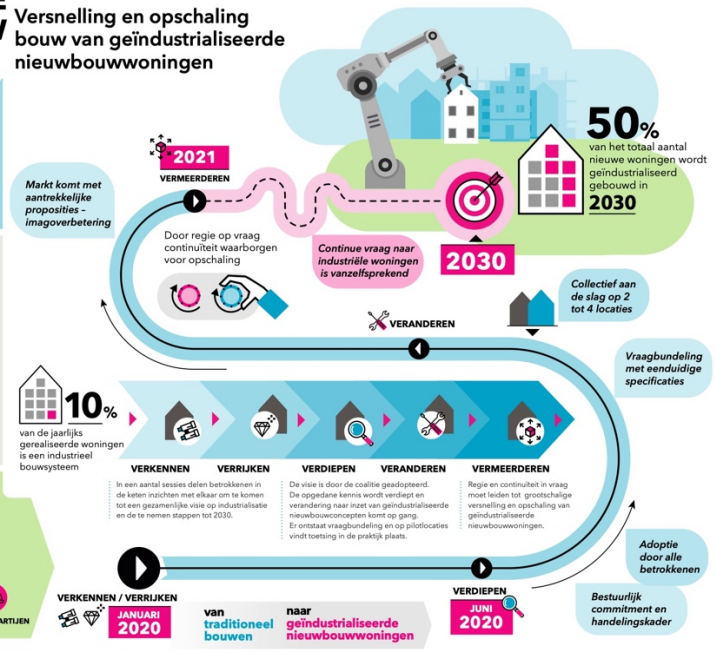 Versnelling en opschaling
bouw van geïndustrialiseerde
nieuwbouwwoningen
50%
van het totaal aantal
nieuwe woningen wordt
geïndustrialiseerd
gebouwd in
2030
2021
VERMEERDEREN
Markt komt met
aantrekkelijke
proposities –
imagoverbetering
Door regie op vraag
continuïteit waarborgen
voor opschaling
Continue vraag naar
industriële woningen
is vanzelfsprekend
2030
Collectief aan
de slag op 2
tot 4 locaties
VERANDEREN
Vraagbundeling
met eenduidige
specificaties
10%
van de jaarlijks
gerealiseerde woningen
is een industrieel
bouwsysteem
VERKENNEN
VERRIJKEN
VERDIEPEN
VERANDEREN
VERMEERDEREN
In een aantal sessies delen betrokkenen in
de keten inzichten met elkaar om te komen
tot een gezamenlijke visie op industrialisatie
en de te nemen stappen tot 2030.
De visie is door de coalitie geadopteerd.
De opgedane kennis wordt verdiept en
verandering naar inzet van geïndustrialiseerde
nieuwbouwconcepten komt op gang.
Er ontstaat vraagbundeling en op pilotlocaties
vindt toetsing in de praktijk plaats.
Regie en continuïteit in vraag
moet leiden tot grootschalige
versnelling en opschaling van
geïndustrialiseerde
nieuwbouwwoningen.
Adoptie
door alle
betrokkenen
Bestuurlijk
commitment en
handelingskader
VERKENNEN / VERRIJKEN
JANUARI
2020
van
traditioneel
bouwen
naar
geïndustrialiseerde
nieuwbouwwoningen
VERDIEPEN
JUNI
2020